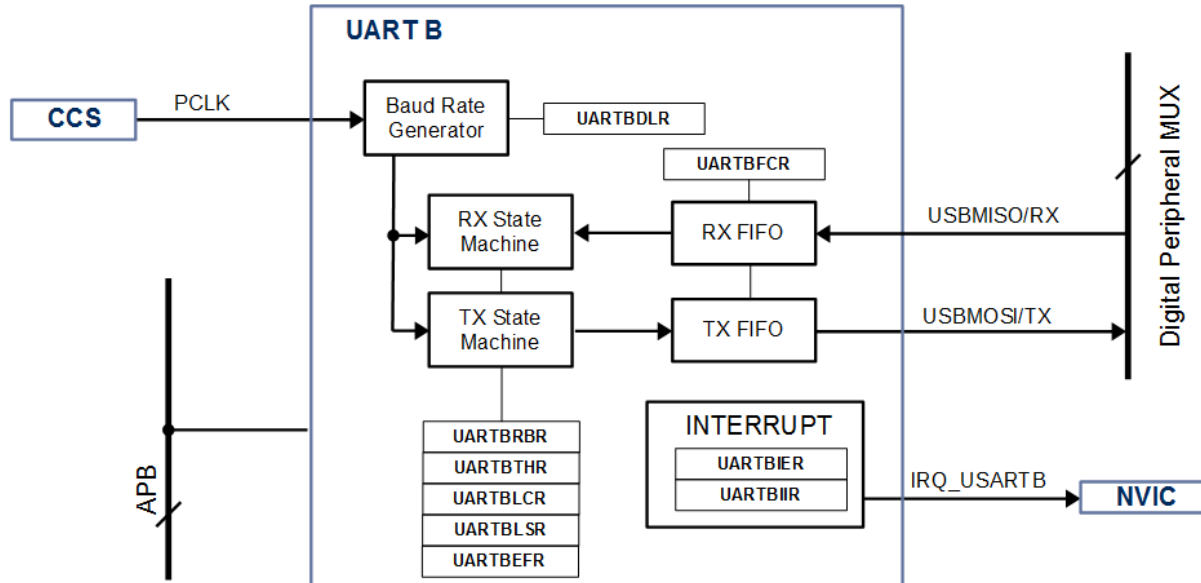 UART B
CCS
PCLK
Baud Rate
Generator
UARTBDLR
UARTBFCR
RX State
Machine
RX FIFO
USBMISO/RX
TX State
Machine
TX FIFO
USBMOSI/TX
Digital Peripheral MUX
APB
UARTBRBR
UARTBTHR
UARTBLCR
UARTBLSR
UARTBEFR
INTERRUPT
UARTBIER
UARTBIIR
IRQ_USARTB
NVIC